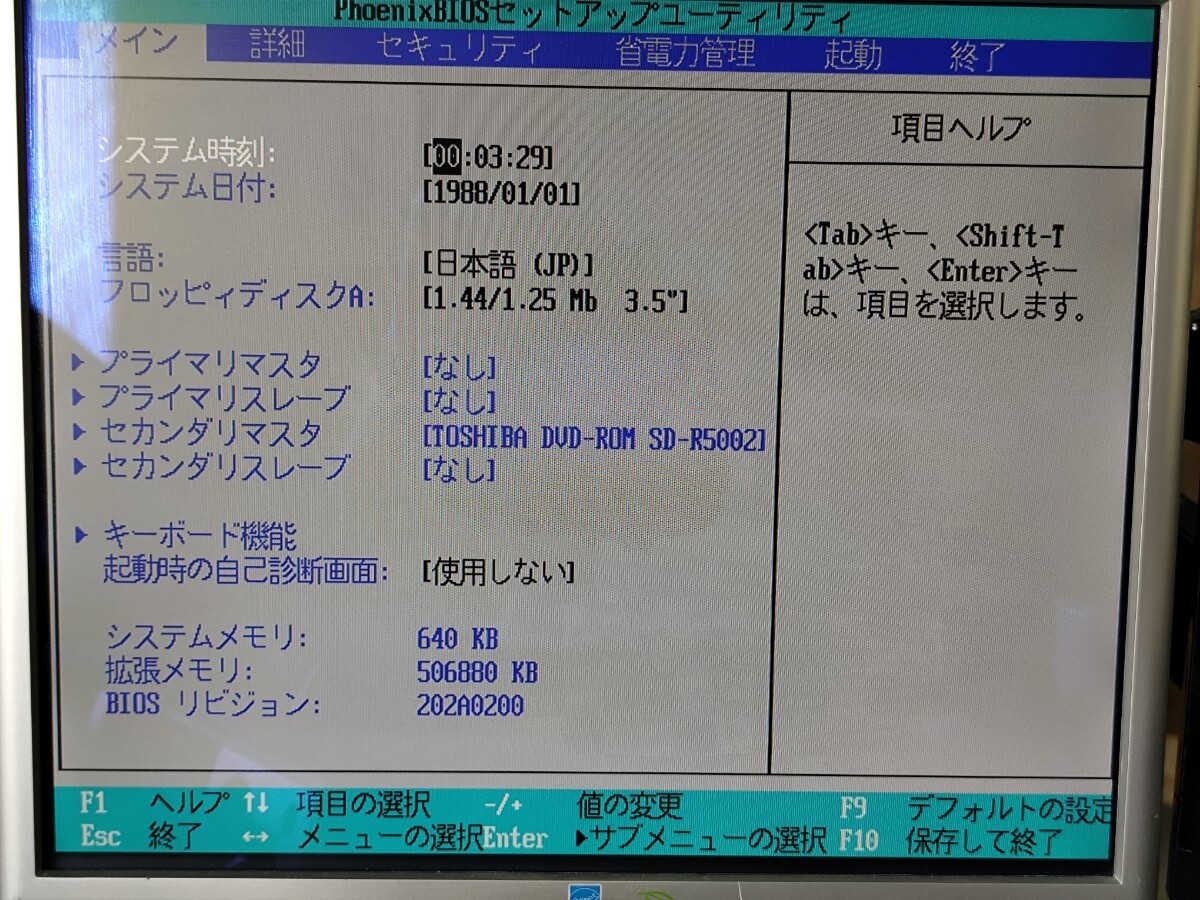 PhoenixBIOSセットアップユーティリティ
メイン 詳細 セキュリティ 省電力管理 起動 終了
システム時刻: [00:03:29]
システム日付: [1988/01/01]
言語: [日本語 (JP)]
フロッピィディスクA: [1.44/1.25 Mb 3.5"]
▶ プライマリマスタ [なし]
▶ プライマリスレーブ [なし]
▶ セカンダリマスタ [TOSHIBA DVD-ROM SD-R5002]
▶ セカンダリスレーブ [なし]
▶ キーボード機能
起動時の自己診断画面: [使用しない]
システムメモリ: 640 KB
拡張メモリ: 506880 KB
BIOS リビジョン: 202A0200
項目ヘルプ
<Tab>キー、<Shift-T
ab>キー、<Enter>キー
は、項目を選択します。
F1 ヘルプ ↑↓ 項目の選択 -/+ 値の変更 F9 デフォルトの設定
Esc 終了 ←→ メニューの選択 Enter ▶サブメニューの選択 F10 保存して終了